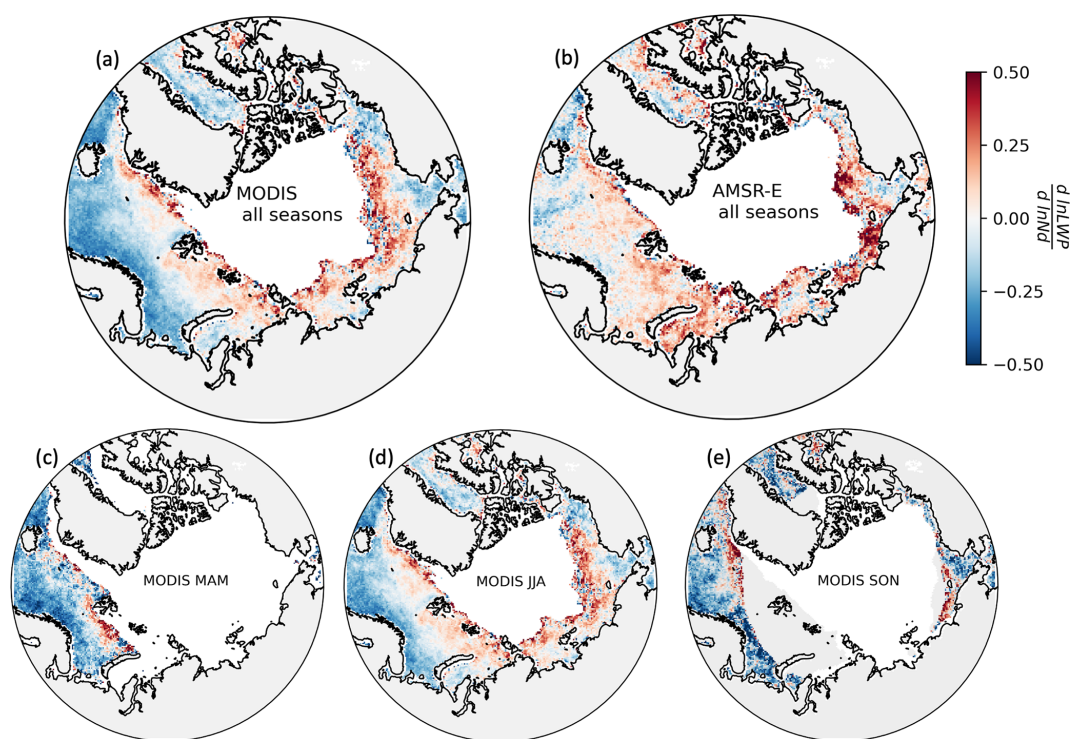 (a)
MODIS
all seasons
(b)
AMSR-E
all seasons
0.50
0.25
0.00
−0.25
−0.50
d lnLWP
d lnNd
(c)
MODIS MAM
(d)
MODIS JJA
(e)
MODIS SON